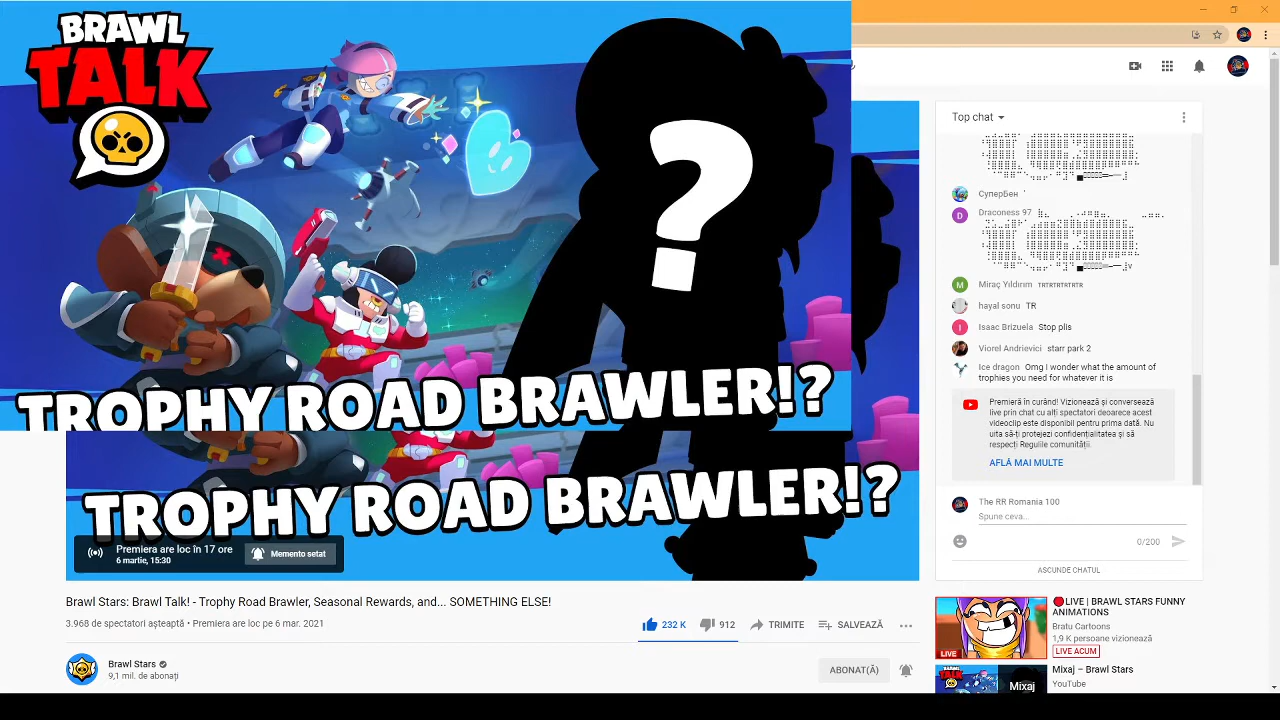 BRAWL
TALK
?
TROPHY ROAD BRAWLER!?
TROPHY ROAD BRAWLER!?
Premiera are loc în 17 ore
6 martie, 15:30
Memento setat
Brawl Stars: Brawl Talk! - Trophy Road Brawler, Seasonal Rewards, and... SOMETHING ELSE!
3.968 de spectatori așteaptă • Premiera are loc pe 6 mar. 2021
232 K
912
TRIMITE
SALVEAZĂ
Brawl Stars
9,1 mil. de abonați
ABONAT(Ă)
Top chat
СуперБен '
Draconess 97
Miraç Yıldırım TRTRTRTRTRTR
hayal sonu TR
Isaac Brizuela Stop plis
Viorel Andrievici starr park 2
Ice dragon Omg I wonder what the amount of
trophies you need for whatever it is
Premieră în curând! Vizionează și conversează
live prin chat cu alți spectatori deoarece acest
videoclip este disponibil pentru prima dată. Nu
uita să-ți protejezi confidențialitatea și să
respecți Regulile comunității.
AFLĂ MAI MULTE
The RR Romania 100
Spune ceva...
0/200
ASCUNDE CHATUL
LIVE | BRAWL STARS FUNNY
ANIMATIONS
Bratu Cartoons
1,9 K persoane vizionează
LIVE ACUM
LIVE
Mixaj – Brawl Stars
YouTube
BRAWL
TALK
Mixaj